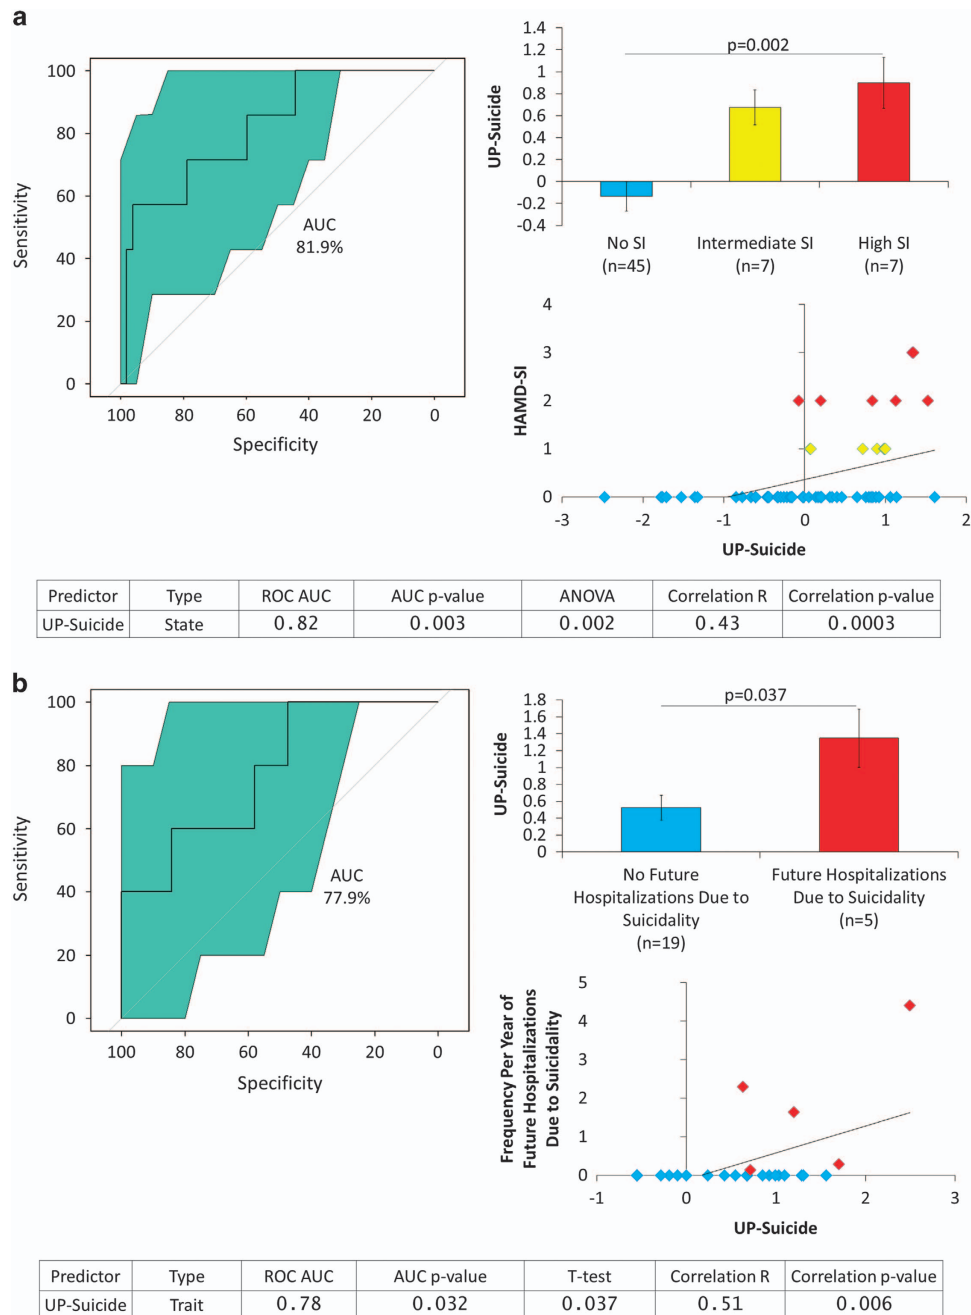 a
100
80
60
40
20
0
Sensitivity
AUC
81.9%
100 80 60 40 20 0
Specificity
1.4
1.2
1
0.8
0.6
0.4
0.2
0
-0.2
-0.4
UP-Suicide
p=0.002
No SI Intermediate SI High SI
(n=45) (n=7) (n=7)
4
3
2
1
0
HAMD-SI
-3 -2 -1 0 1 2
UP-Suicide
Predictor Type ROC AUC AUC p-value ANOVA Correlation R Correlation p-value
UP-Suicide State 0.82 0.003 0.002 0.43 0.0003
b
100
80
60
40
20
0
Sensitivity
AUC
77.9%
100 80 60 40 20 0
Specificity
1.8
1.6
1.4
1.2
1
0.8
0.6
0.4
0.2
0
UP-Suicide
p=0.037
No Future
Hospitalizations Due to
Suicidality
(n=19)
Future Hospitalizations
Due to Suicidality
(n=5)
5
4
3
2
1
0
Frequency Per Year of
Future Hospitalizations
Due to Suicidality
-1 0 1 2 3
UP-Suicide
Predictor Type ROC AUC AUC p-value T-test Correlation R Correlation p-value
UP-Suicide Trait 0.78 0.032 0.037 0.51 0.006